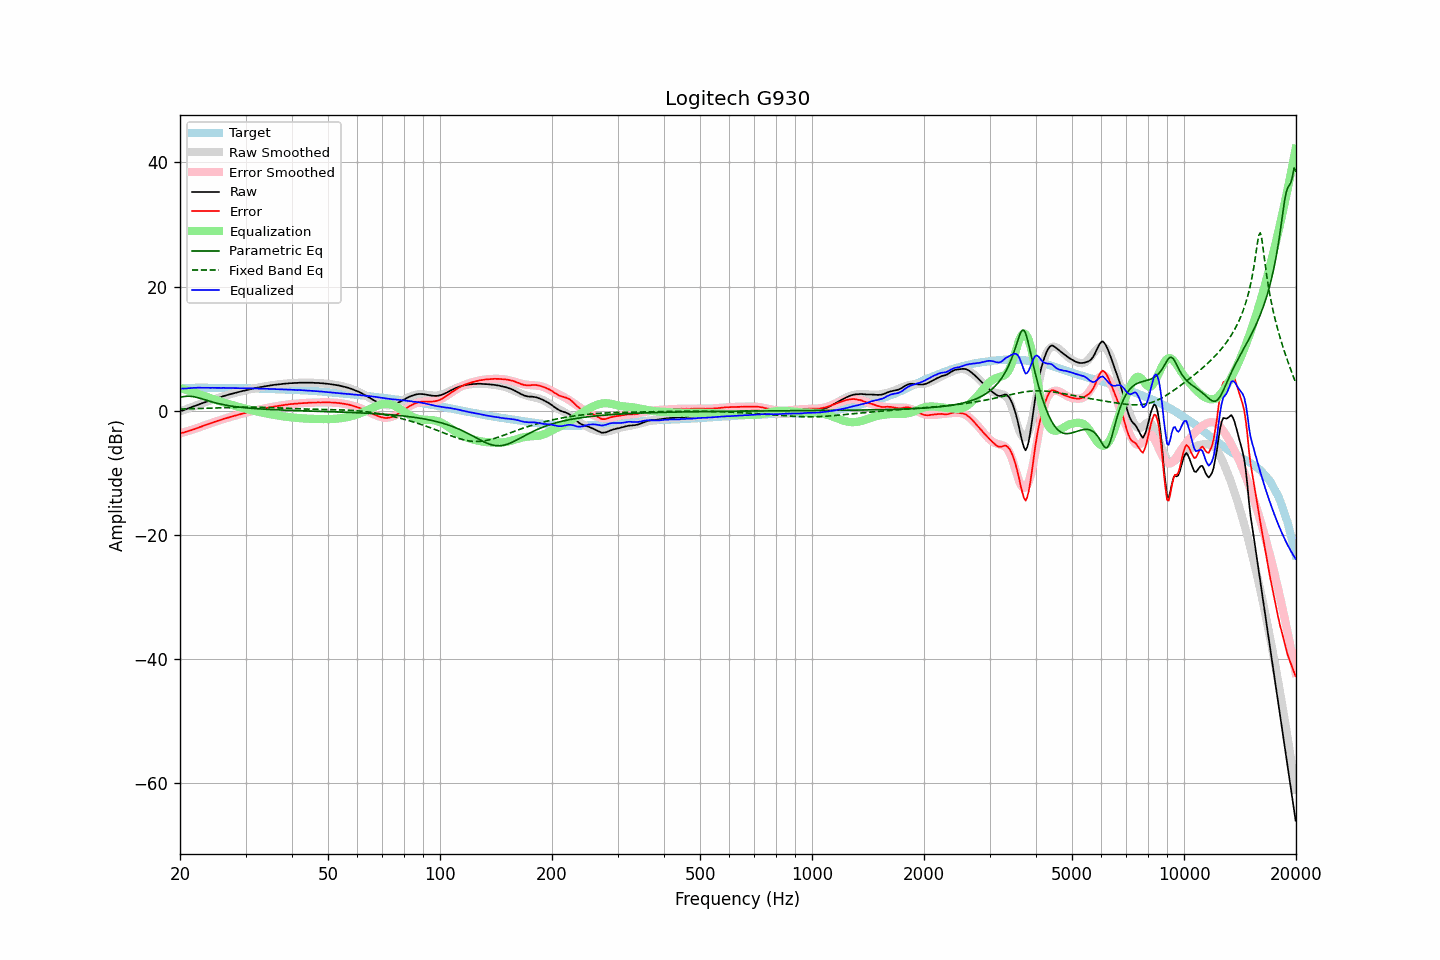 Logitech G930
Target
Raw Smoothed
Error Smoothed
Raw
Error
Equalization
Parametric Eq
Fixed Band Eq
Equalized
Amplitude (dBr)
40
20
0
−20
−40
−60
20 50 100 200 500 1000 2000 5000 10000 20000
Frequency (Hz)